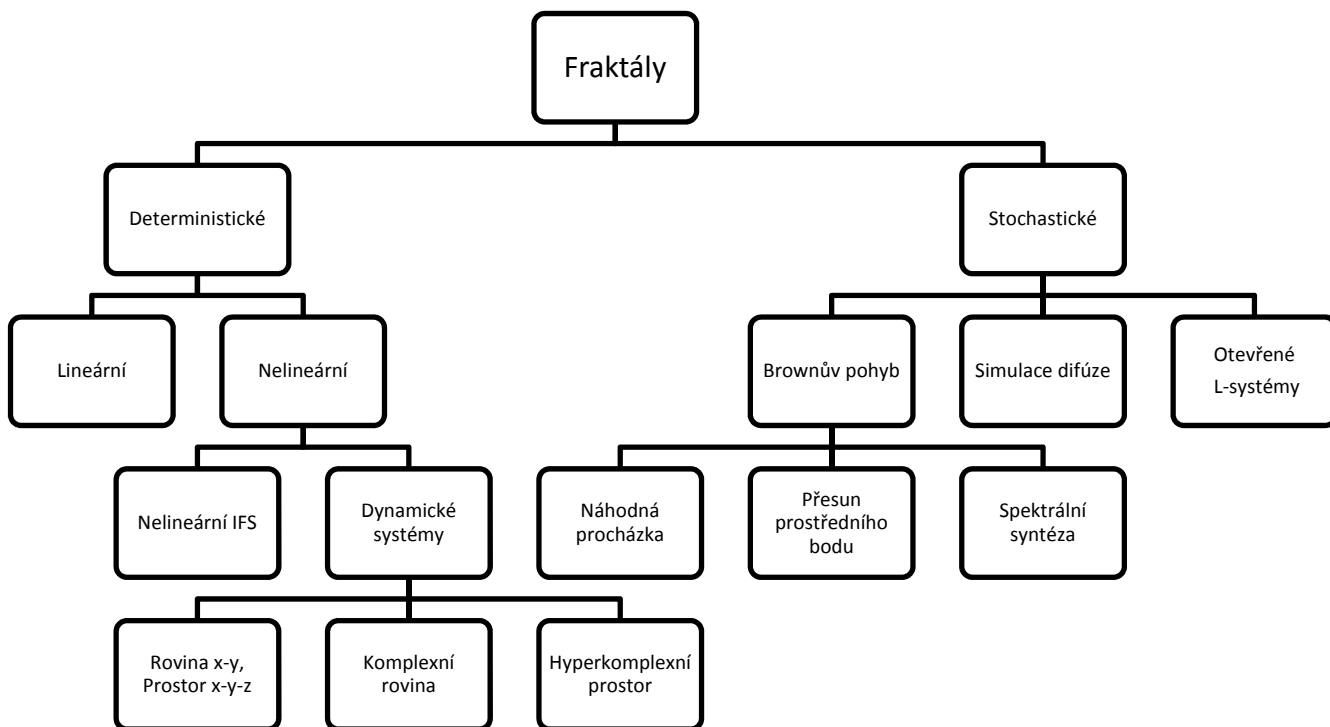 Fraktály
Deterministické
Stochastické
Lineární
Nelineární
Brownův pohyb
Simulace difúze
Otevřené
L-systémy
Nelineární IFS
Dynamické
systémy
Náhodná
procházka
Přesun
prostředního
bodu
Spektrální
syntéza
Rovina x-y,
Prostor x-y-z
Komplexní
rovina
Hyperkomplexní
prostor